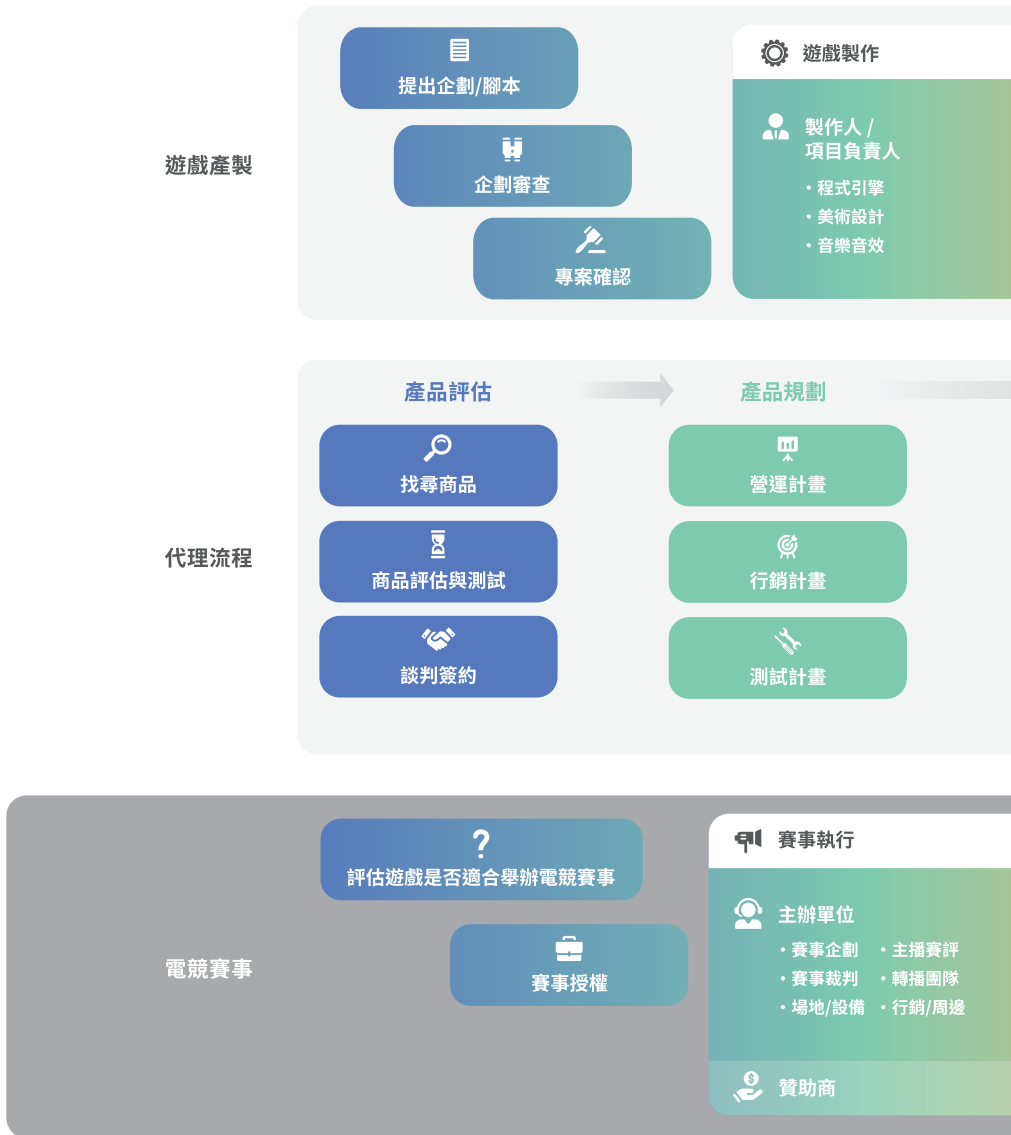 遊戲產製
提出企劃/腳本
企劃審查
專案確認
遊戲製作
製作人 /
項目負責人
・程式引擎
・美術設計
・音樂音效
代理流程
產品評估
找尋商品
商品評估與測試
談判簽約
產品規劃
營運計畫
行銷計畫
測試計畫
電競賽事
評估遊戲是否適合舉辦電競賽事
賽事授權
賽事執行
主辦單位
・賽事企劃 ・主播賽評
・賽事裁判 ・轉播團隊
・場地/設備 ・行銷/周邊
贊助商